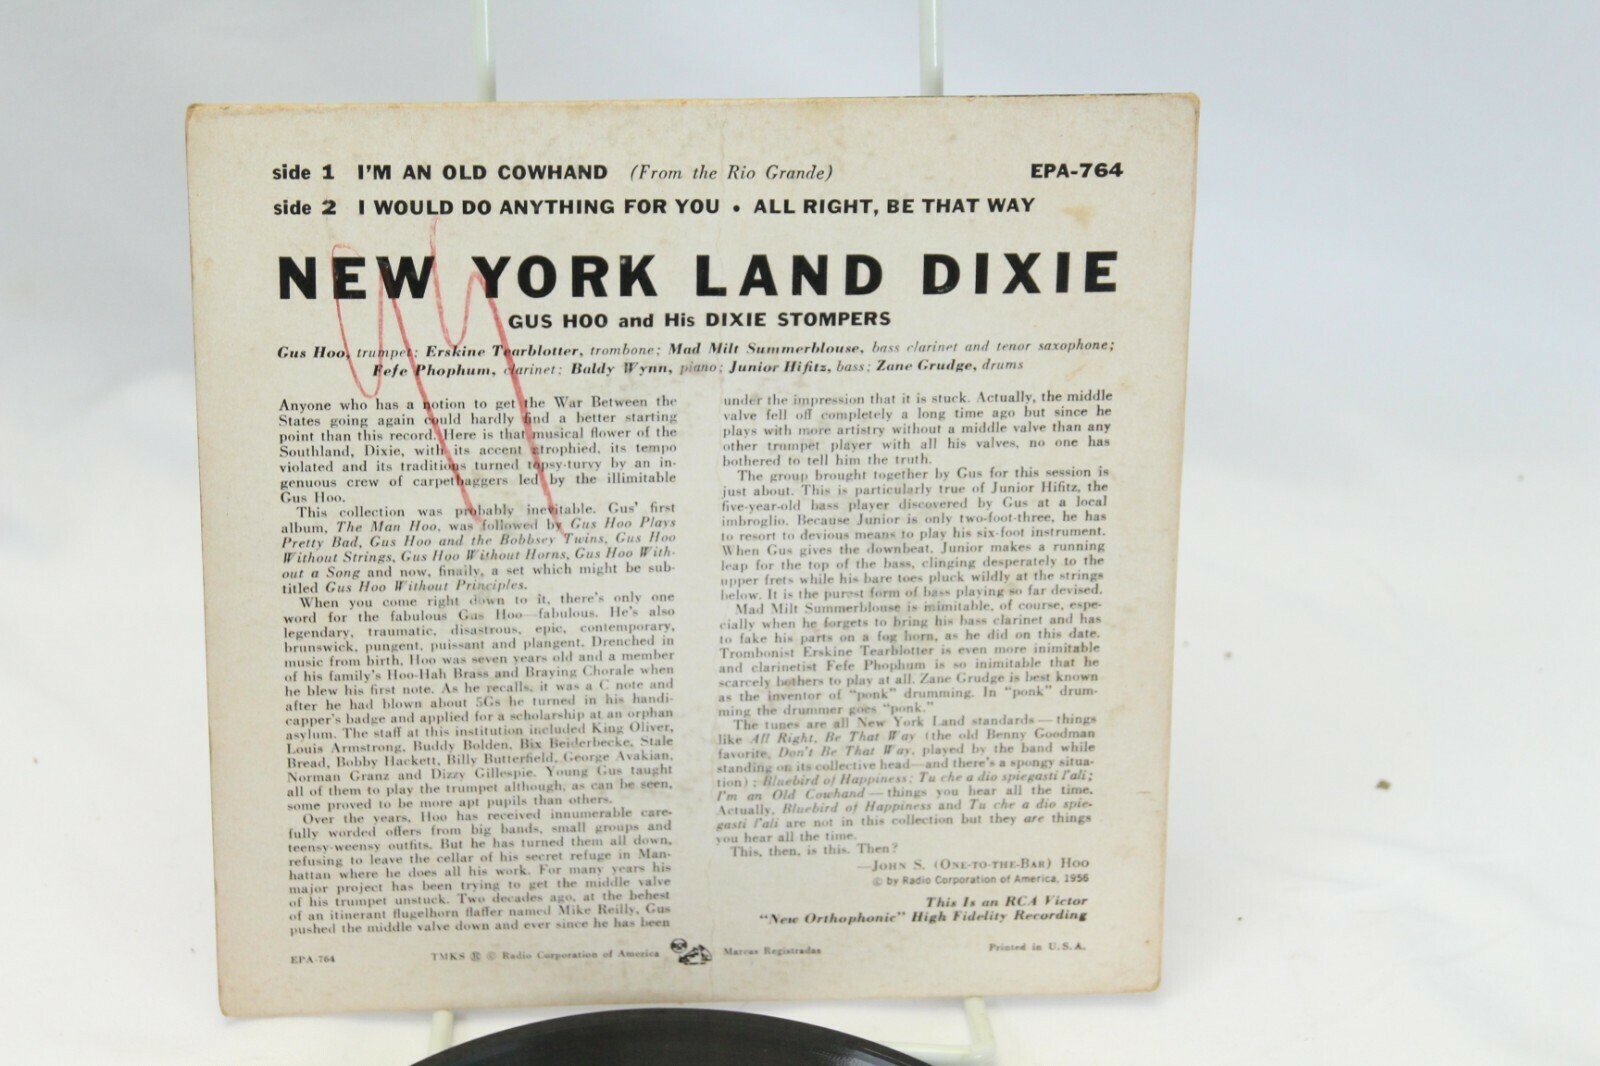 side 1 I'M AN OLD COWHAND (From the Rio Grande) EPA-764
side 2 I WOULD DO ANYTHING FOR YOU • ALL RIGHT, BE THAT WAY
NEW YORK LAND DIXIE
GUS HOO and His DIXIE STOMPERS
Gus Hoo, trumpet; Erskine Tearblotter, trombone; Mad Milt Summerblouse, bass clarinet and tenor saxophone;
Fefe Phophum, clarinet; Baldy Wynn, piano; Junior Hifitz, bass; Zane Grudge, drums
Anyone who has a notion to get the War Between the
States going again could hardly find a better starting
point than this record. Here is that musical flower of the
Southland, Dixie, with its accent atrophied, its tempo
violated and its traditions turned topsy-turvy by an in-
genuous crew of carpetbaggers led by the illimitable
Gus Hoo.
This collection was probably inevitable. Gus' first
album, The Man Hoo, was followed by Gus Hoo Plays
Pretty Bad, Gus Hoo and the Bobbsey Twins, Gus Hoo
Without Strings, Gus Hoo Without Horns, Gus Hoo With-
out a Song and now, finally, a set which might be sub-
titled Gus Hoo Without Principles.
When you come right down to it, there's only one
word for the fabulous Gus Hoo—fabulous. He's also
legendary, traumatic, disastrous, epic, contemporary,
brunswick, pungent, puissant and plangent. Drenched in
music from birth, Hoo was seven years old and a member
of his family's Hoo-Hah Brass and Braying Chorale when
he blew his first note. As he recalls, it was a C note and
after he had blown about 5Gs he turned in his handi-
capper's badge and applied for a scholarship at an orphan
asylum. The staff at this institution included King Oliver,
Louis Armstrong, Buddy Bolden, Bix Beiderbecke, Stale
Bread, Bobby Hackett, Billy Butterfield, George Avakian,
Norman Granz and Dizzy Gillespie. Young Gus taught
all of them to play the trumpet although, as can be seen,
some proved to be more apt pupils than others.
Over the years, Hoo has received innumerable care-
fully worded offers from big bands, small groups and
teensy-weensy outfits. But he has turned them all down,
refusing to leave the cellar of his secret refuge in Man-
hattan where he does all his work. For many years his
major project has been trying to get the middle valve
of his trumpet unstuck. Two decades ago, at the behest
of an itinerant flugelhorn flaffer named Mike Reilly, Gus
pushed the middle valve down and ever since he has been
under the impression that it is stuck. Actually, the middle
valve fell off completely a long time ago but since he
plays with more artistry without a middle valve than any
other trumpet player with all his valves, no one has
bothered to tell him the truth.
The group brought together by Gus for this session is
just about. This is particularly true of Junior Hifitz, the
five-year-old bass player discovered by Gus at a local
imbroglio. Because Junior is only two-foot-three, he has
to resort to devious means to play his six-foot instrument.
When Gus gives the downbeat, Junior makes a running
leap for the top of the bass, clinging desperately to the
upper frets while his bare toes pluck wildly at the strings
below. It is the purest form of bass playing so far devised.
Mad Milt Summerblouse is inimitable, of course, espe-
cially when he forgets to bring his bass clarinet and has
to fake his parts on a fog horn, as he did on this date.
Trombonist Erskine Tearblotter is even more inimitable
and clarinetist Fefe Phophum is so inimitable that he
scarcely bothers to play at all. Zane Grudge is best known
as the inventor of "ponk" drumming. In "ponk" drum-
ming the drummer goes "ponk."
The tunes are all New York Land standards—things
like All Right, Be That Way (the old Benny Goodman
favorite, Don't Be That Way, played by the band while
standing on its collective head—and there's a spongy situa-
tion); Bluebird of Happiness; Tu che a dio spiegasti l'ali;
I'm an Old Cowhand—things you hear all the time.
Actually, Bluebird of Happiness and Tu che a dio spie-
gasti l'ali are not in this collection but they are things
you hear all the time.
This, then, is this. Then?
—JOHN S. (ONE-TO-THE-BAR) HOO
© by Radio Corporation of America, 1956
This Is an RCA Victor
"New Orthophonic" High Fidelity Recording
EPA-764 TMKS ® © Radio Corporation of America Marcas Registradas Printed in U.S.A.